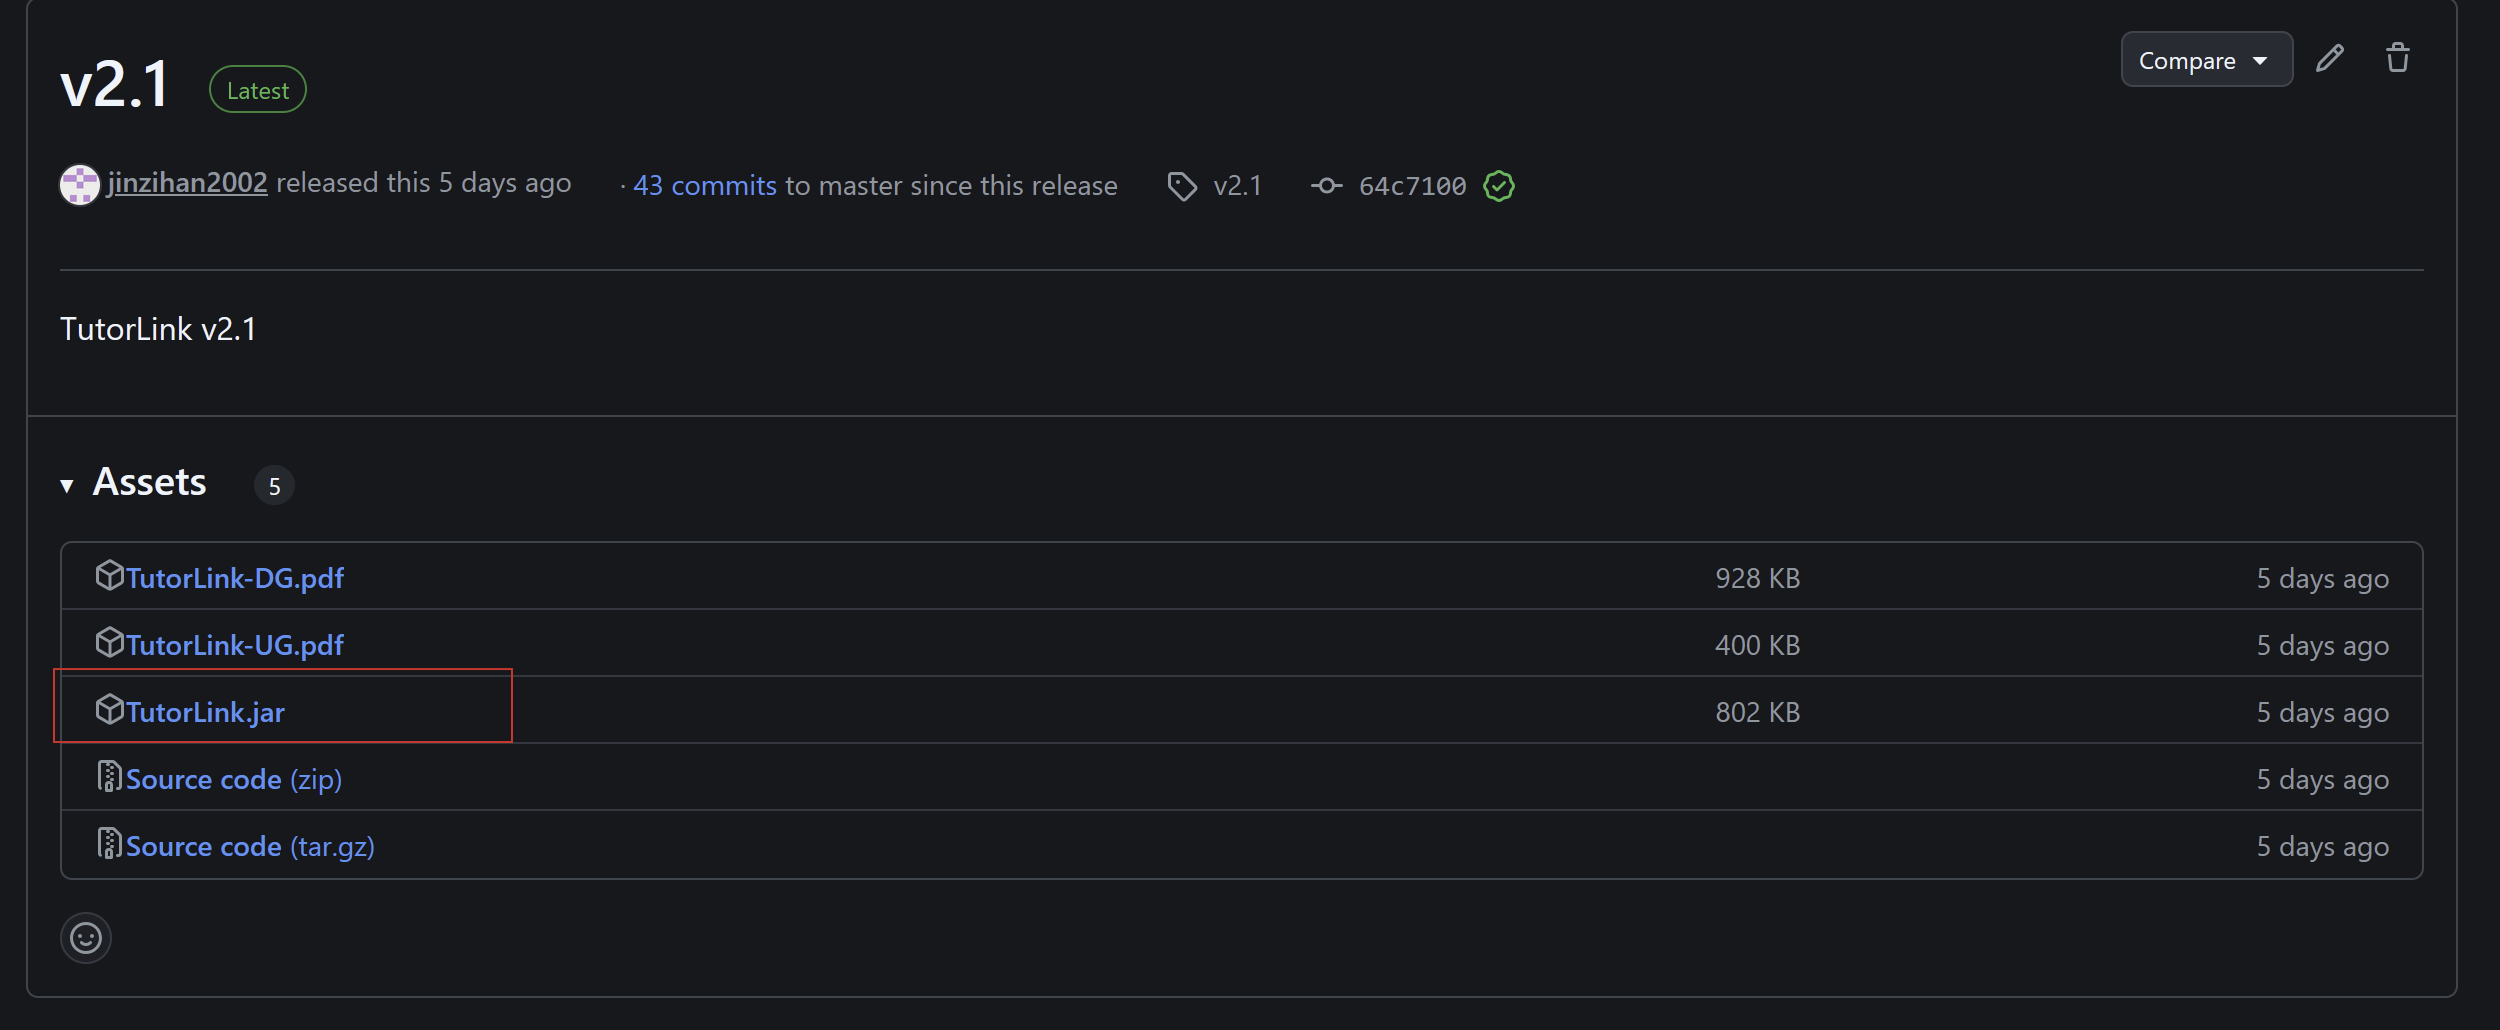 v2.1 Latest Compare
jinzihan2002 released this 5 days ago · 43 commits to master since this release v2.1 64c7100
TutorLink v2.1
Assets 5
TutorLink-DG.pdf 928 KB 5 days ago
TutorLink-UG.pdf 400 KB 5 days ago
TutorLink.jar 802 KB 5 days ago
Source code (zip) 5 days ago
Source code (tar.gz) 5 days ago